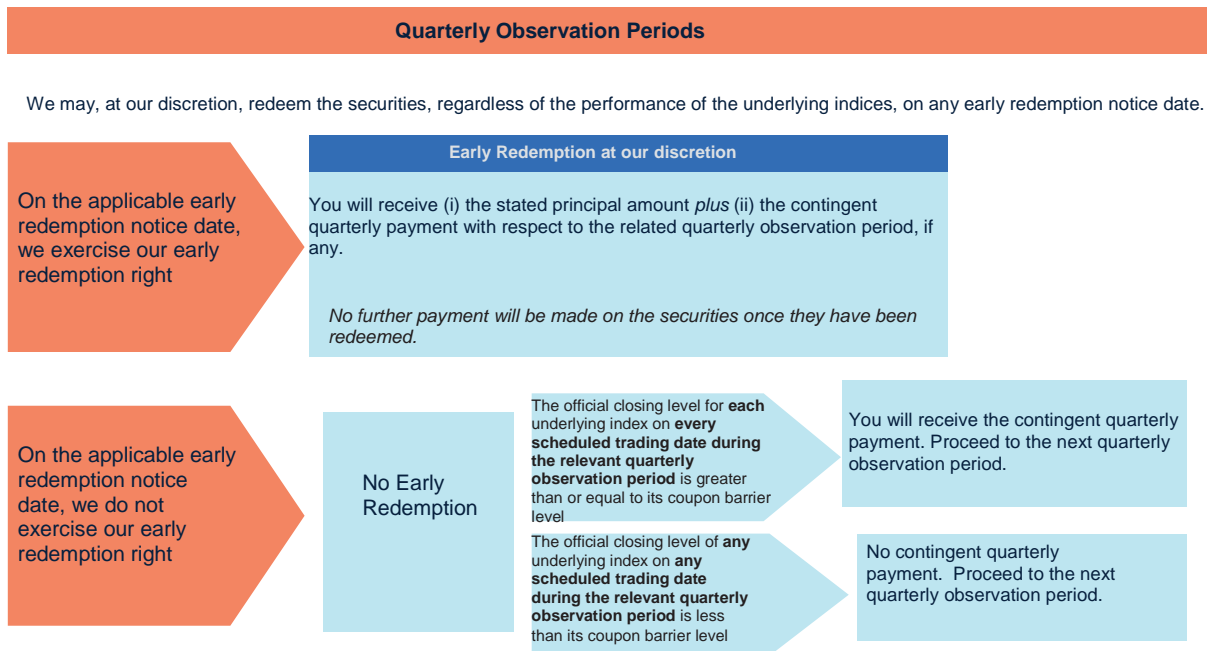 Quarterly Observation Periods
We may, at our discretion, redeem the securities, regardless of the performance of the underlying indices, on any early redemption notice date.
On the applicable early
redemption notice date,
we exercise our early
redemption right
Early Redemption at our discretion
You will receive (i) the stated principal amount plus (ii) the contingent
quarterly payment with respect to the related quarterly observation period, if
any.
No further payment will be made on the securities once they have been
redeemed.
On the applicable early
redemption notice
date, we do not
exercise our early
redemption right
No Early
Redemption
The official closing level for each
underlying index on every
scheduled trading date during
the relevant quarterly
observation period is greater
than or equal to its coupon barrier
level
You will receive the contingent quarterly
payment. Proceed to the next quarterly
observation period.
The official closing level of any
underlying index on any
scheduled trading date
during the relevant quarterly
observation period is less
than its coupon barrier level
No contingent quarterly
payment.  Proceed to the next
quarterly observation period.